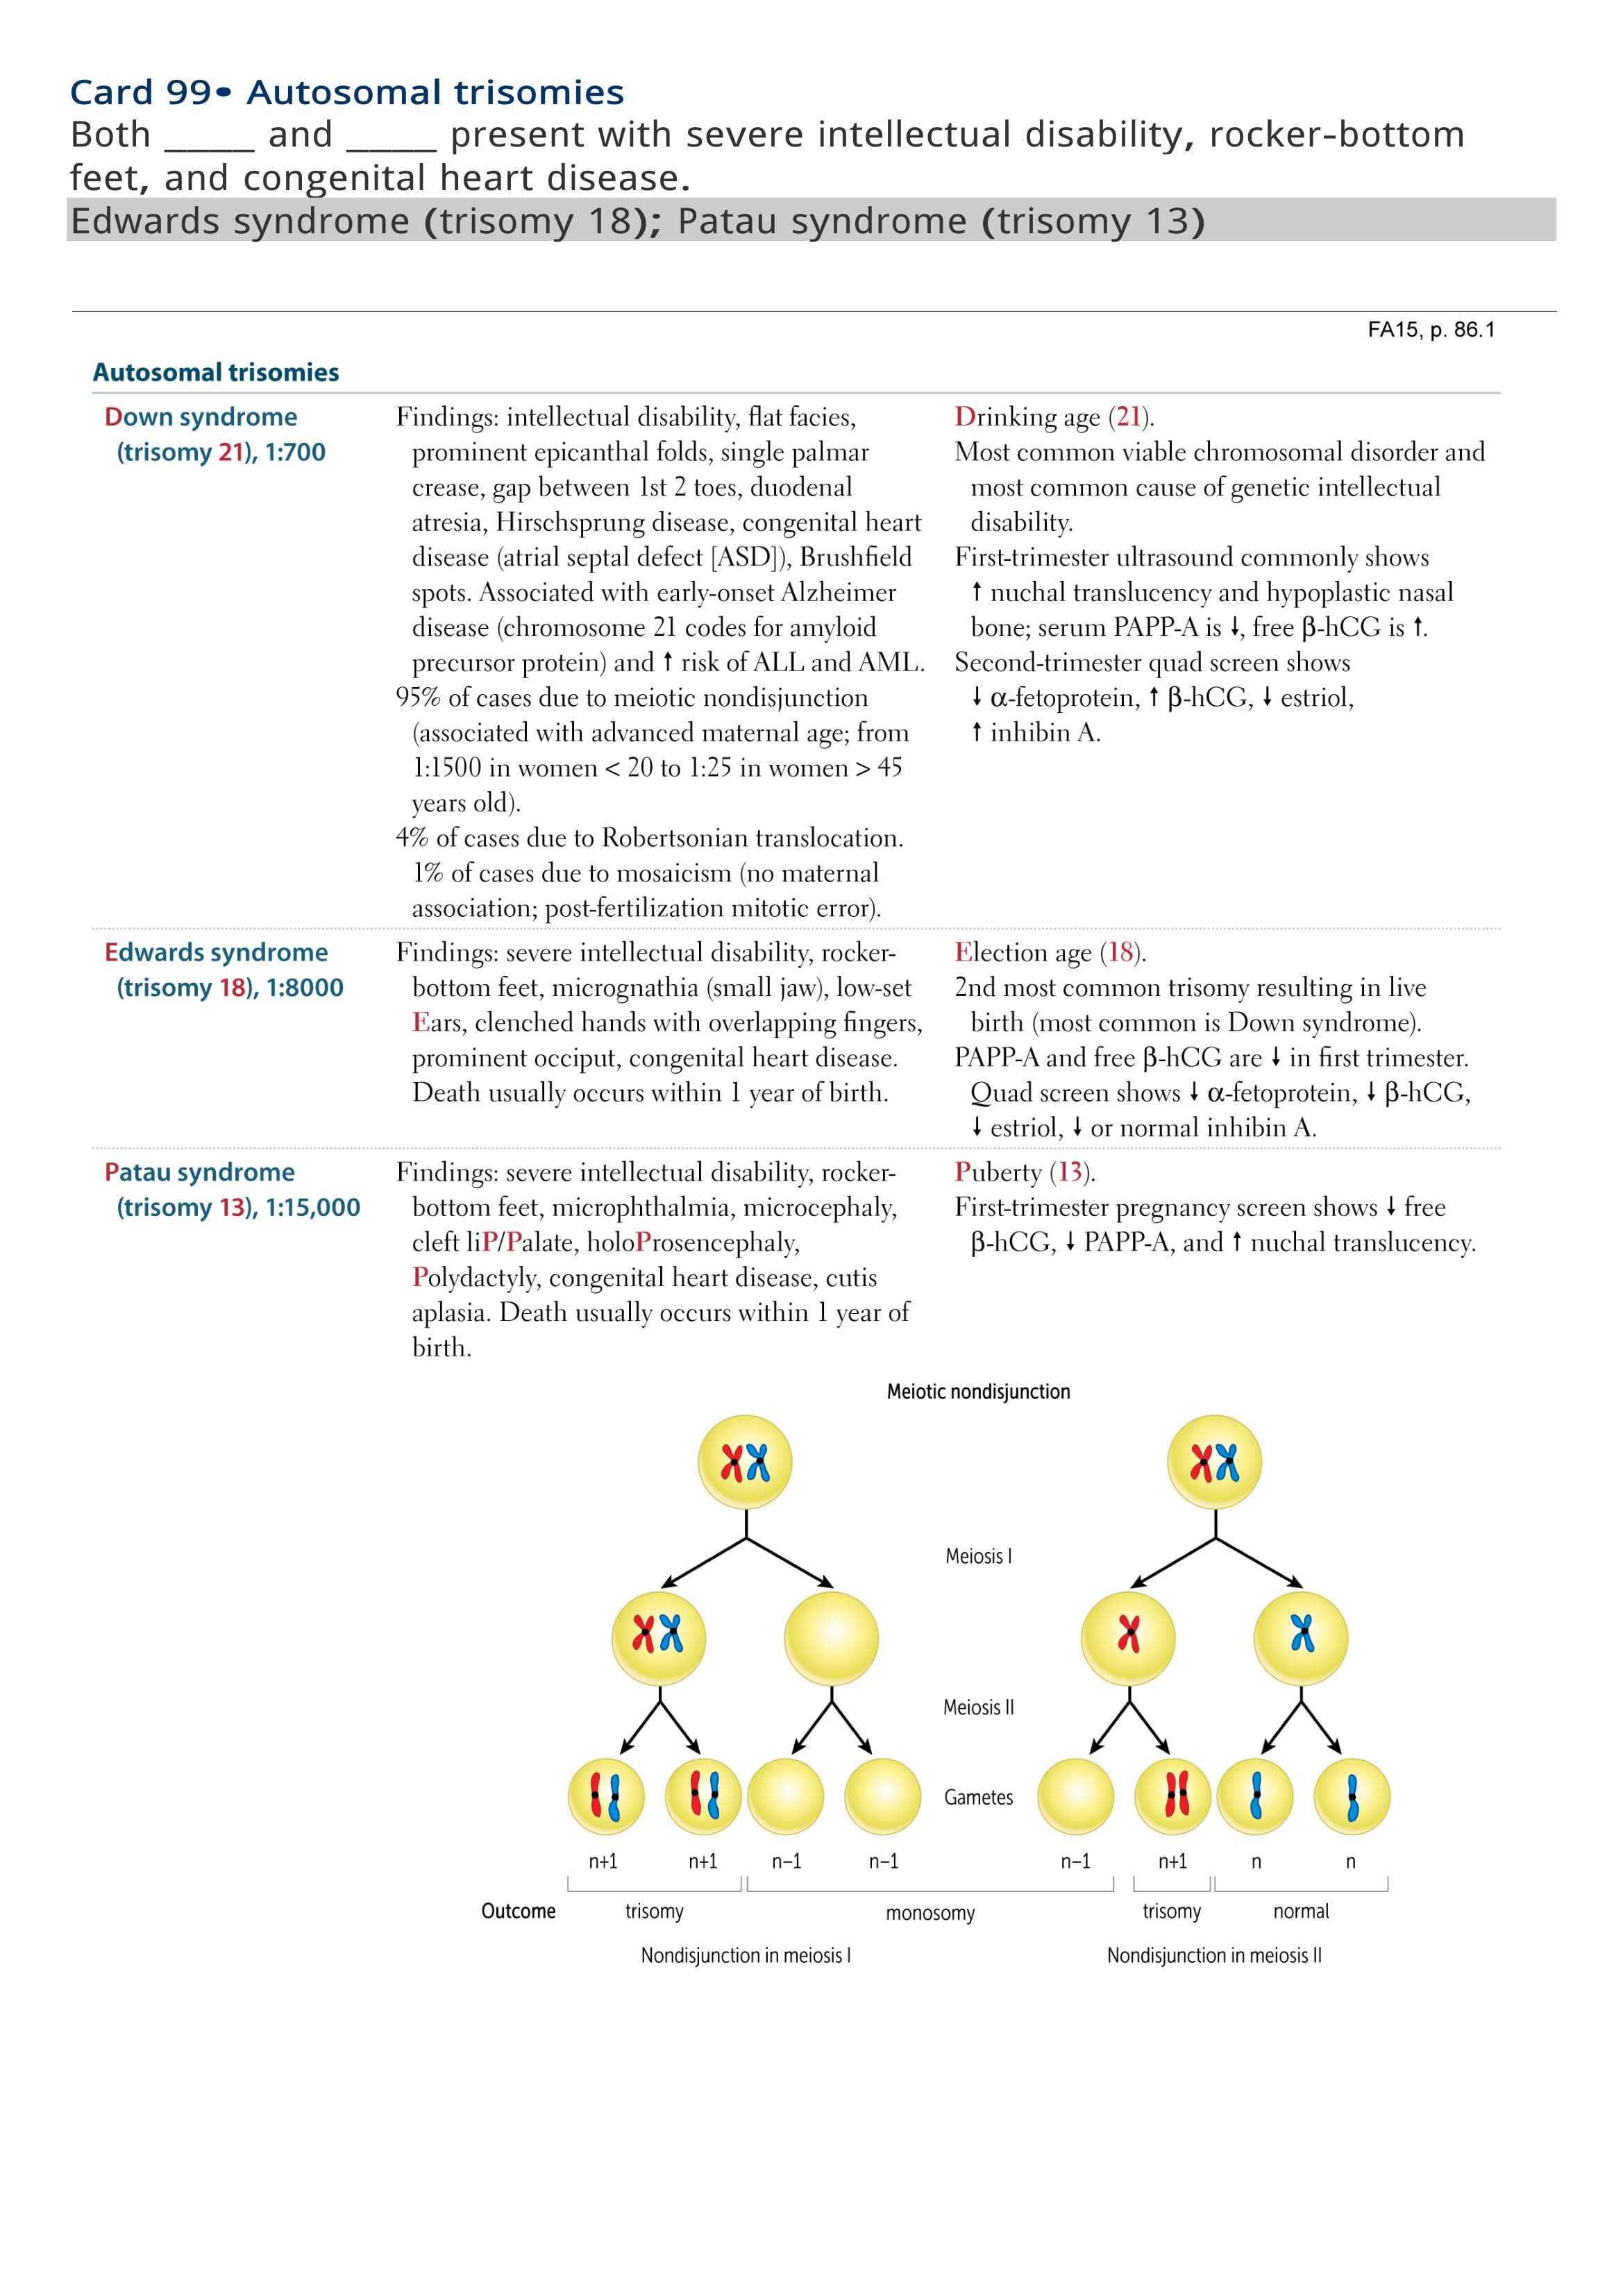 Card 99• Autosomal trisomies
Both ____ and ____ present with severe intellectual disability, rocker-bottom
feet, and congenital heart disease.
Edwards syndrome (trisomy 18); Patau syndrome (trisomy 13)
FA15, p. 86.1
Autosomal trisomies
Down syndrome
(trisomy 21), 1:700
Findings: intellectual disability, flat facies,
prominent epicanthal folds, single palmar
crease, gap between 1st 2 toes, duodenal
atresia, Hirschsprung disease, congenital heart
disease (atrial septal defect [ASD]), Brushfield
spots. Associated with early-onset Alzheimer
disease (chromosome 21 codes for amyloid
precursor protein) and ↑ risk of ALL and AML.
95% of cases due to meiotic nondisjunction
(associated with advanced maternal age; from
1:1500 in women < 20 to 1:25 in women > 45
years old).
4% of cases due to Robertsonian translocation.
1% of cases due to mosaicism (no maternal
association; post-fertilization mitotic error).
Drinking age (21).
Most common viable chromosomal disorder and
most common cause of genetic intellectual
disability.
First-trimester ultrasound commonly shows
↑ nuchal translucency and hypoplastic nasal
bone; serum PAPP-A is ↓, free β-hCG is ↑.
Second-trimester quad screen shows
↓ α-fetoprotein, ↑ β-hCG, ↓ estriol,
↑ inhibin A.
Edwards syndrome
(trisomy 18), 1:8000
Findings: severe intellectual disability, rocker-
bottom feet, micrognathia (small jaw), low-set
Ears, clenched hands with overlapping fingers,
prominent occiput, congenital heart disease.
Death usually occurs within 1 year of birth.
Election age (18).
2nd most common trisomy resulting in live
birth (most common is Down syndrome).
PAPP-A and free β-hCG are ↓ in first trimester.
Quad screen shows ↓ α-fetoprotein, ↓ β-hCG,
↓ estriol, ↓ or normal inhibin A.
Patau syndrome
(trisomy 13), 1:15,000
Findings: severe intellectual disability, rocker-
bottom feet, microphthalmia, microcephaly,
cleft liP/Palate, holoProsencephaly,
Polydactyly, congenital heart disease, cutis
aplasia. Death usually occurs within 1 year of
birth.
Puberty (13).
First-trimester pregnancy screen shows ↓ free
β-hCG, ↓ PAPP-A, and ↑ nuchal translucency.
Meiotic nondisjunction
Meiosis I
Meiosis II
Gametes
n+1 n+1 n−1 n−1 n−1 n+1 n n
Outcome trisomy monosomy trisomy normal
Nondisjunction in meiosis I Nondisjunction in meiosis II